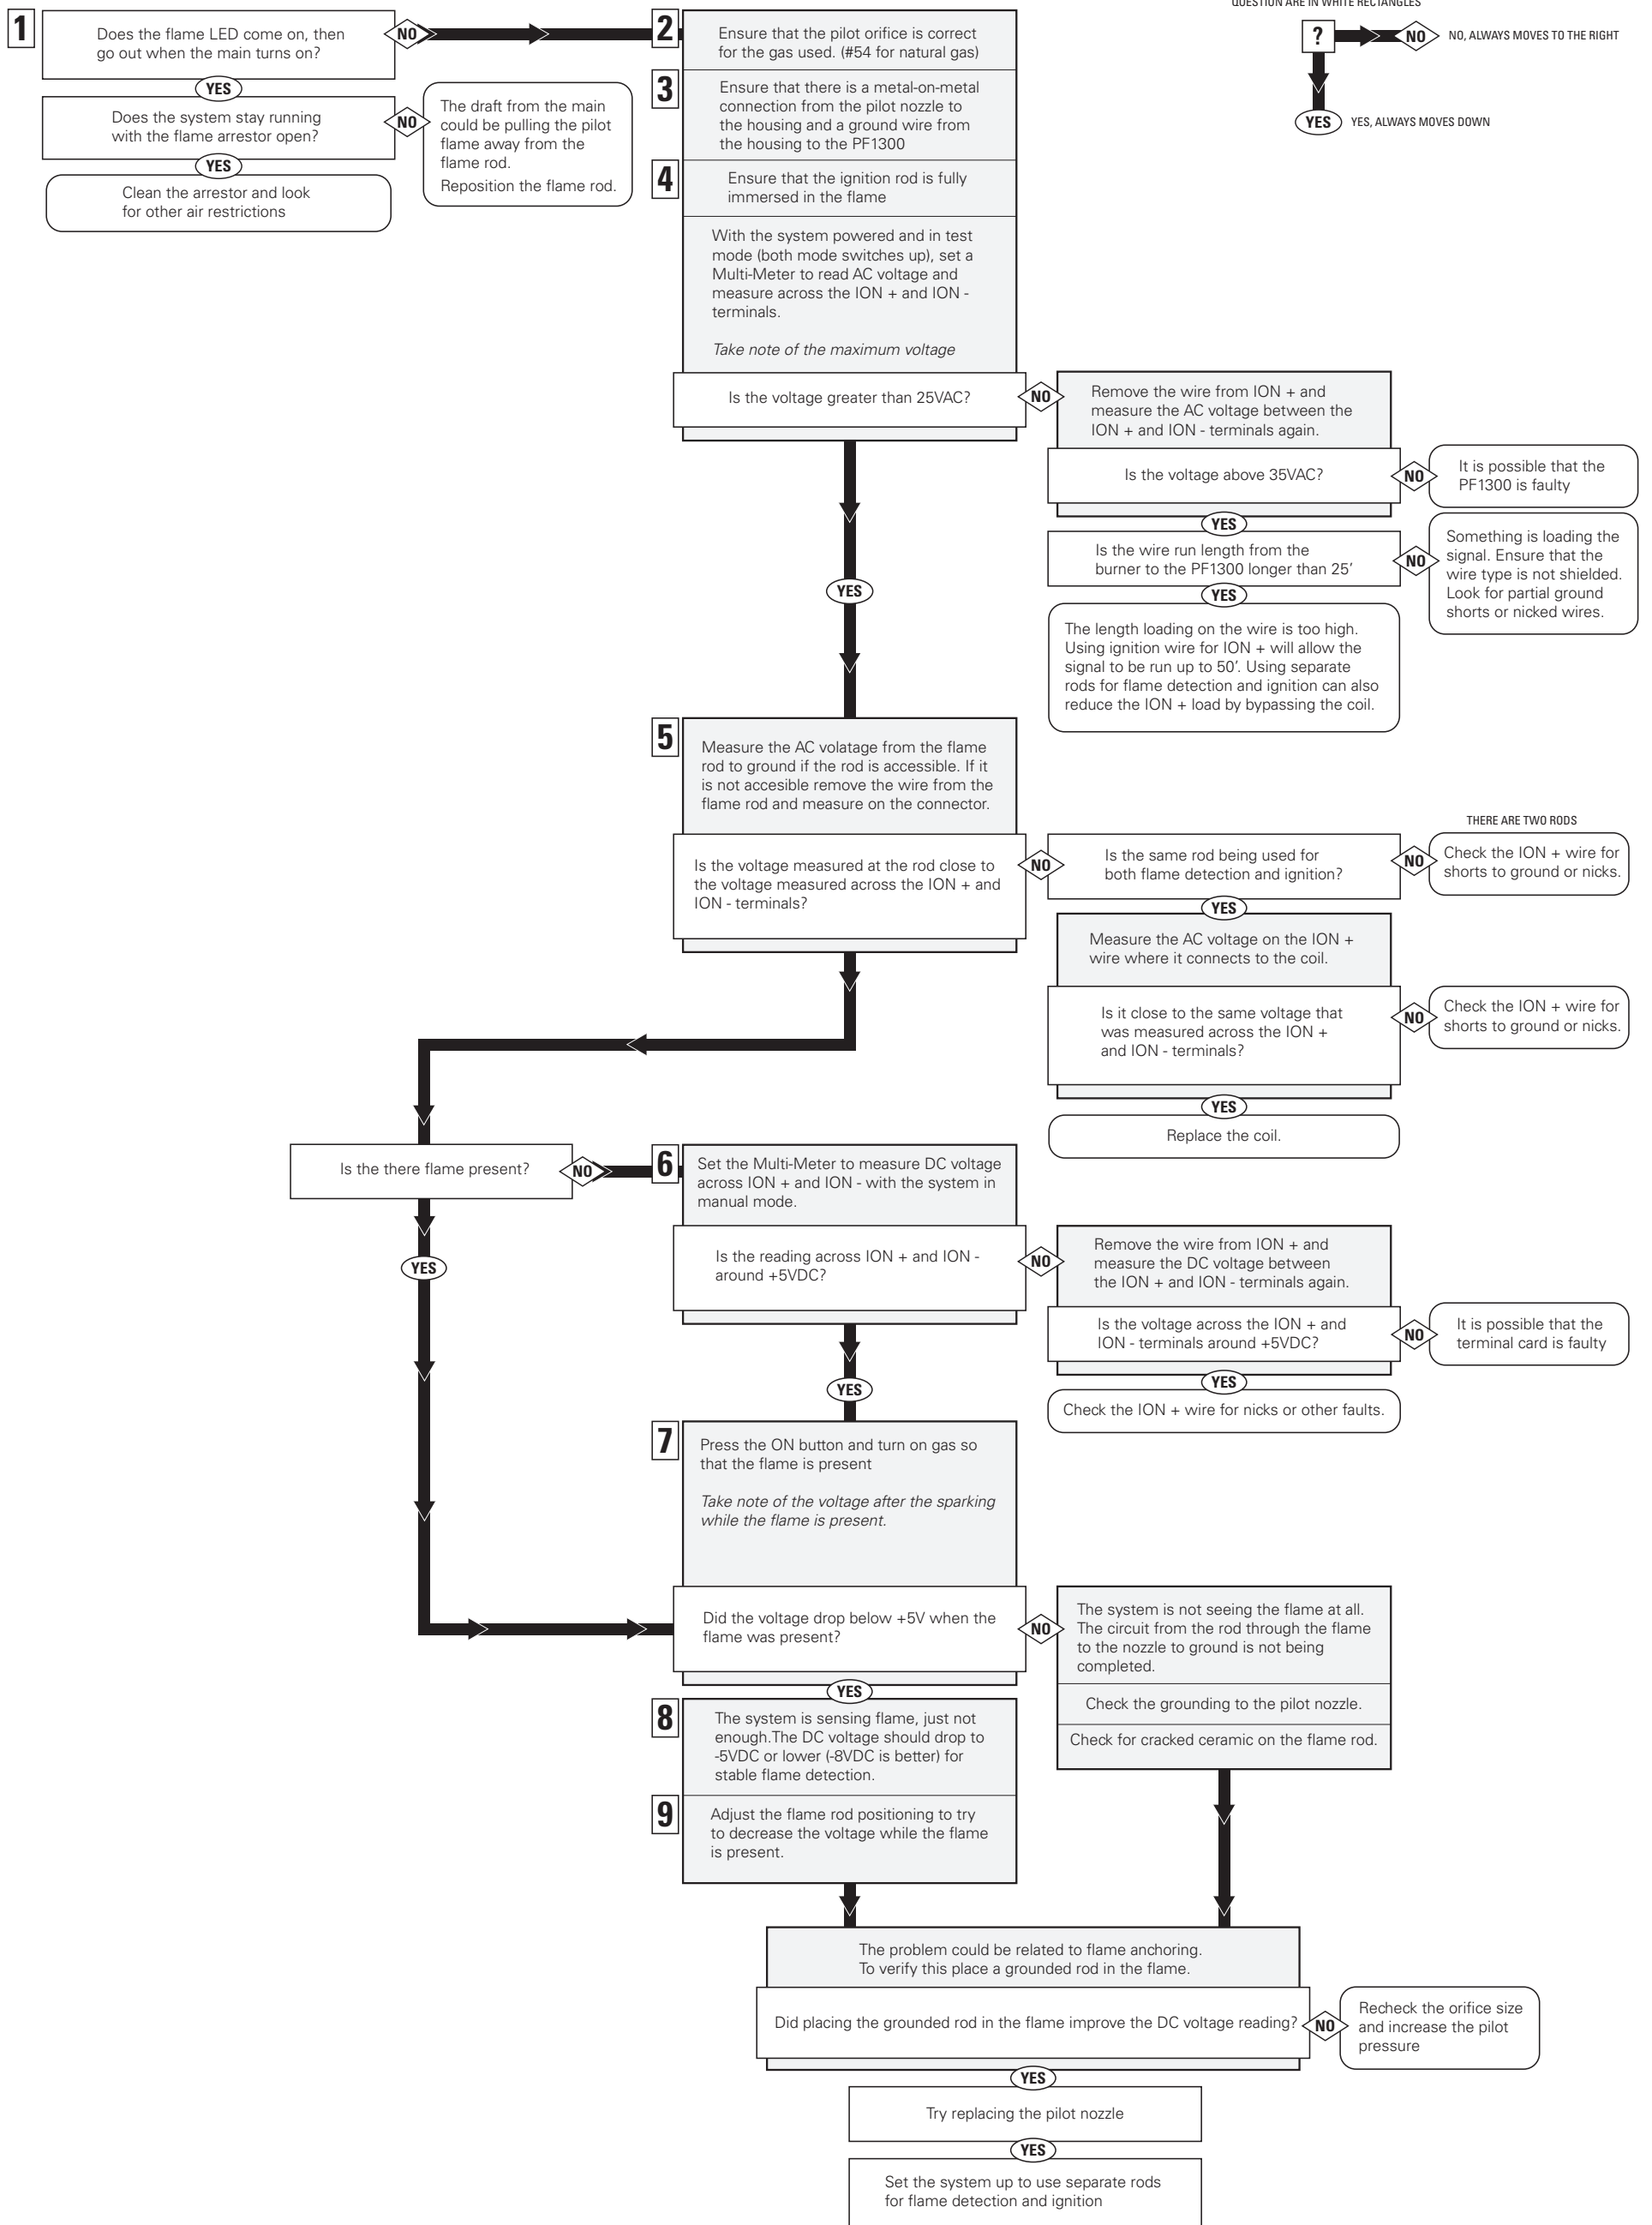 QUESTION ARE IN WHITE RECTANGLES
?
NO
NO, ALWAYS MOVES TO THE RIGHT
YES
YES, ALWAYS MOVES DOWN
1
Does the flame LED come on, then
go out when the main turns on?
NO
YES
Does the system stay running
with the flame arrestor open?
NO
The draft from the main
could be pulling the pilot
flame away from the
flame rod.
Reposition the flame rod.
YES
Clean the arrestor and look
for other air restrictions
2
Ensure that the pilot orifice is correct
for the gas used. (#54 for natural gas)
3
Ensure that there is a metal-on-metal
connection from the pilot nozzle to
the housing and a ground wire from
the housing to the PF1300
4
Ensure that the ignition rod is fully
immersed in the flame
With the system powered and in test
mode (both mode switches up), set a
Multi-Meter to read AC voltage and
measure across the ION + and ION -
terminals.
Take note of the maximum voltage
Is the voltage greater than 25VAC?
NO
Remove the wire from ION + and
measure the AC voltage between the
ION + and ION - terminals again.
Is the voltage above 35VAC?
NO
It is possible that the
PF1300 is faulty
YES
Is the wire run length from the
burner to the PF1300 longer than 25'
NO
Something is loading the
signal. Ensure that the
wire type is not shielded.
Look for partial ground
shorts or nicked wires.
YES
The length loading on the wire is too high.
Using ignition wire for ION + will allow the
signal to be run up to 50'. Using separate
rods for flame detection and ignition can also
reduce the ION + load by bypassing the coil.
YES
5
Measure the AC volatage from the flame
rod to ground if the rod is accessible. If it
is not accesible remove the wire from the
flame rod and measure on the connector.
Is the voltage measured at the rod close to
the voltage measured across the ION + and
ION - terminals?
NO
Is the same rod being used for
both flame detection and ignition?
NO
THERE ARE TWO RODS
Check the ION + wire for
shorts to ground or nicks.
YES
Measure the AC voltage on the ION +
wire where it connects to the coil.
Is it close to the same voltage that
was measured across the ION +
and ION - terminals?
NO
Check the ION + wire for
shorts to ground or nicks.
YES
Replace the coil.
Is the there flame present?
NO
YES
6
Set the Multi-Meter to measure DC voltage
across ION + and ION - with the system in
manual mode.
Is the reading across ION + and ION -
around +5VDC?
NO
Remove the wire from ION + and
measure the DC voltage between
the ION + and ION - terminals again.
Is the voltage across the ION + and
ION - terminals around +5VDC?
NO
It is possible that the
terminal card is faulty
YES
Check the ION + wire for nicks or other faults.
YES
7
Press the ON button and turn on gas so
that the flame is present
Take note of the voltage after the sparking
while the flame is present.
Did the voltage drop below +5V when the
flame was present?
NO
The system is not seeing the flame at all.
The circuit from the rod through the flame
to the nozzle to ground is not being
completed.
Check the grounding to the pilot nozzle.
Check for cracked ceramic on the flame rod.
YES
8
The system is sensing flame, just not
enough.The DC voltage should drop to
-5VDC or lower (-8VDC is better) for
stable flame detection.
9
Adjust the flame rod positioning to try
to decrease the voltage while the flame
is present.
The problem could be related to flame anchoring.
To verify this place a grounded rod in the flame.
Did placing the grounded rod in the flame improve the DC voltage reading?
NO
Recheck the orifice size
and increase the pilot
pressure
YES
Try replacing the pilot nozzle
YES
Set the system up to use separate rods
for flame detection and ignition